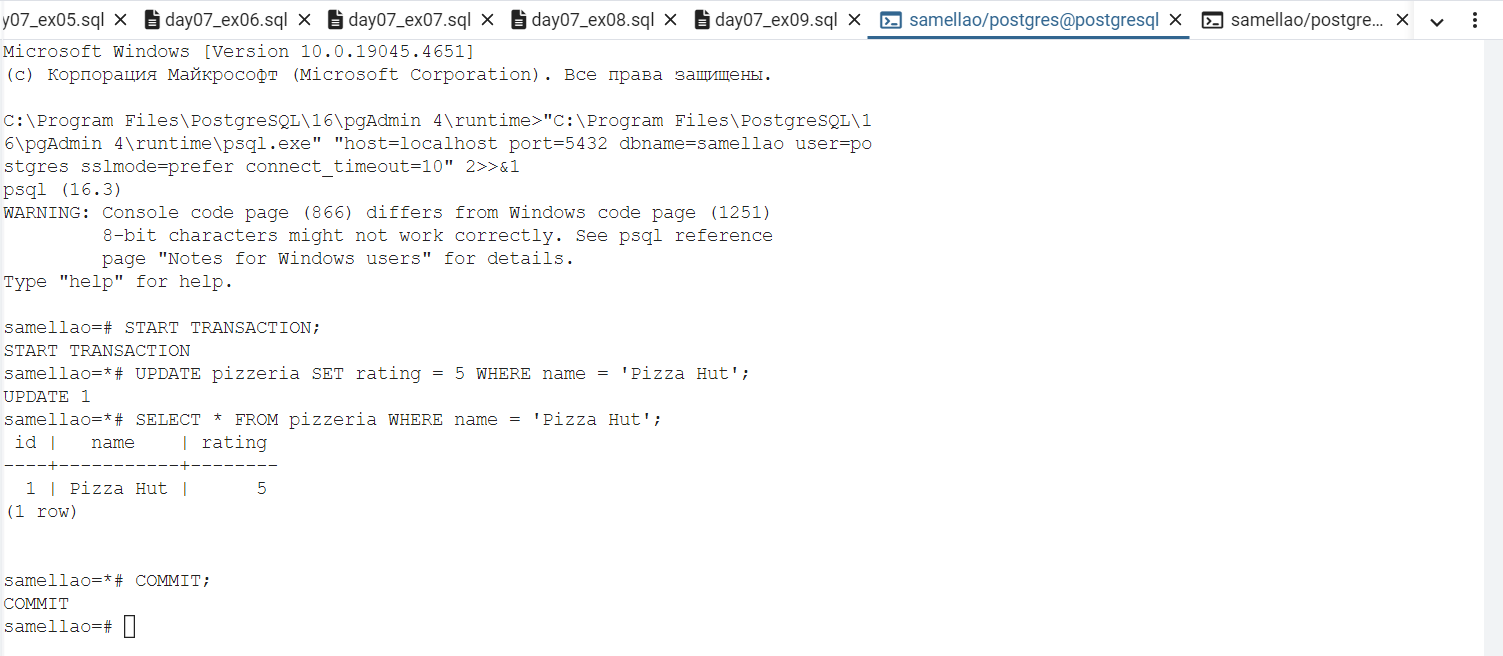 y07_ex05.sql day07_ex06.sql day07_ex07.sql day07_ex08.sql day07_ex09.sql samellao/postgres@postgresql samellao/postgre...
Microsoft Windows [Version 10.0.19045.4651]
(c) Корпорация Майкрософт (Microsoft Corporation). Все права защищены.
C:\Program Files\PostgreSQL\16\pgAdmin 4\runtime>"C:\Program Files\PostgreSQL\1
6\pgAdmin 4\runtime\psql.exe" "host=localhost port=5432 dbname=samellao user=po
stgres sslmode=prefer connect_timeout=10" 2>>&1
psql (16.3)
WARNING: Console code page (866) differs from Windows code page (1251)
         8-bit characters might not work correctly. See psql reference
         page "Notes for Windows users" for details.
Type "help" for help.
samellao=# START TRANSACTION;
START TRANSACTION
samellao=*# UPDATE pizzeria SET rating = 5 WHERE name = 'Pizza Hut';
UPDATE 1
samellao=*# SELECT * FROM pizzeria WHERE name = 'Pizza Hut';
 id |   name    | rating
----+-----------+--------
  1 | Pizza Hut |      5
(1 row)
samellao=*# COMMIT;
COMMIT
samellao=#